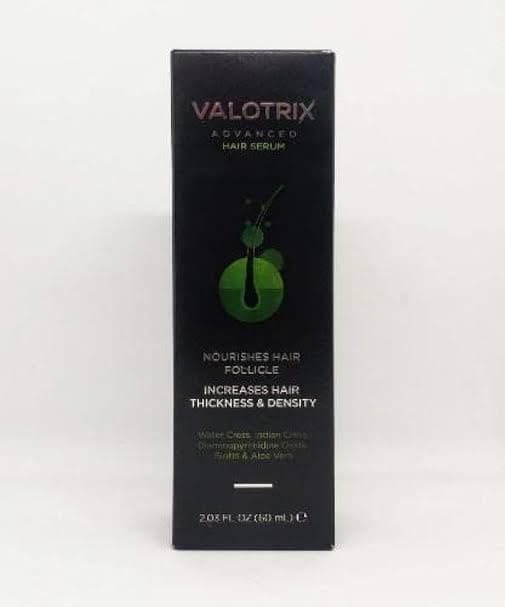 VALOTRIX
ADVANCED
HAIR SERUM
NOURISHES HAIR
FOLLICLE
INCREASES HAIR
THICKNESS & DENSITY
Water Cress, Indian Cress,
Diaminopyrimidine Oxide,
Biotin & Aloe Vera
2.03 FL OZ (60 mL) ℮